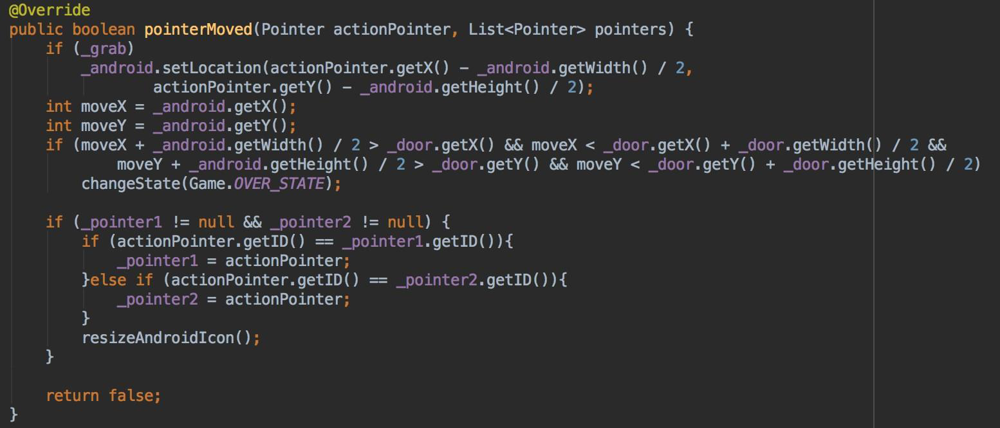 @Override
public boolean pointerMoved(Pointer actionPointer, List<Pointer> pointers) {
    if (_grab)
        _android.setLocation(actionPointer.getX() - _android.getWidth() / 2,
                actionPointer.getY() - _android.getHeight() / 2);
    int moveX = _android.getX();
    int moveY = _android.getY();
    if (moveX + _android.getWidth() / 2 > _door.getX() && moveX < _door.getX() + _door.getWidth() / 2 &&
            moveY + _android.getHeight() / 2 > _door.getY() && moveY < _door.getY() + _door.getHeight() / 2)
        changeState(Game.OVER_STATE);

    if (_pointer1 != null && _pointer2 != null) {
        if (actionPointer.getID() == _pointer1.getID()){
            _pointer1 = actionPointer;
        }else if (actionPointer.getID() == _pointer2.getID()){
            _pointer2 = actionPointer;
        }
        resizeAndroidIcon();
    }

    return false;
}